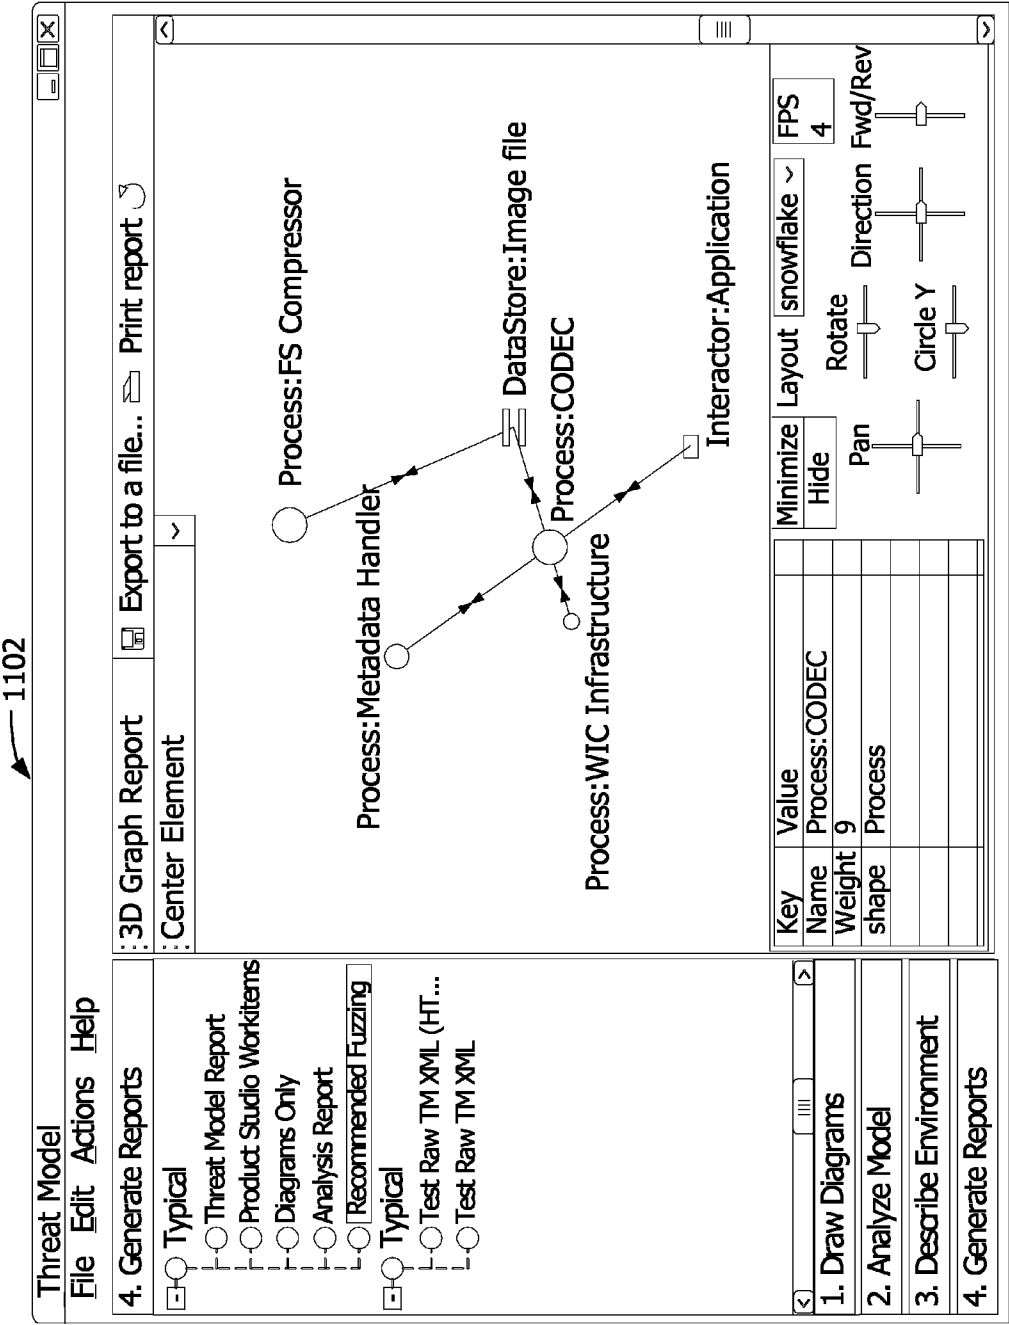 1102
Threat Model
File Edit Actions Help
4. Generate Reports
Typical
Threat Model Report
Product Studio Workitems
Diagrams Only
Analysis Report
Recommended Fuzzing
Typical
Test Raw TM XML (HT...
Test Raw TM XML
1. Draw Diagrams
2. Analyze Model
3. Describe Environment
4. Generate Reports
3D Graph Report Export to a file... Print report
Center Element
Process:FS Compressor
Process:Metadata Handler
DataStore:Image file
Process:CODEC
Process:WIC Infrastructure
Interactor:Application
Key Value
Name Process:CODEC
Weight 9
shape Process
Minimize Layout snowflake FPS
Hide 4
Pan Rotate Direction Fwd/Rev
Circle Y